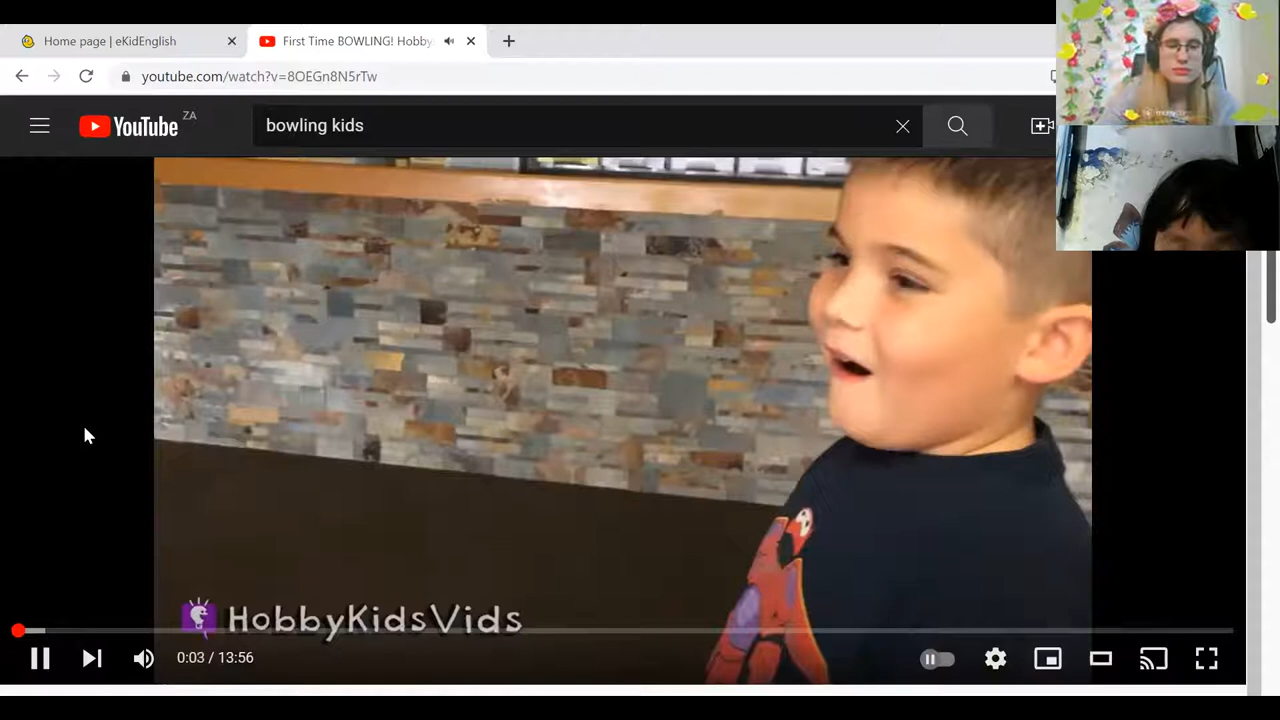 Home page | eKidEnglish
First Time BOWLING! Hobby
youtube.com/watch?v=8OEGn8N5rTw
YouTube ZA
bowling kids
HobbyKidsVids
0:03 / 13:56